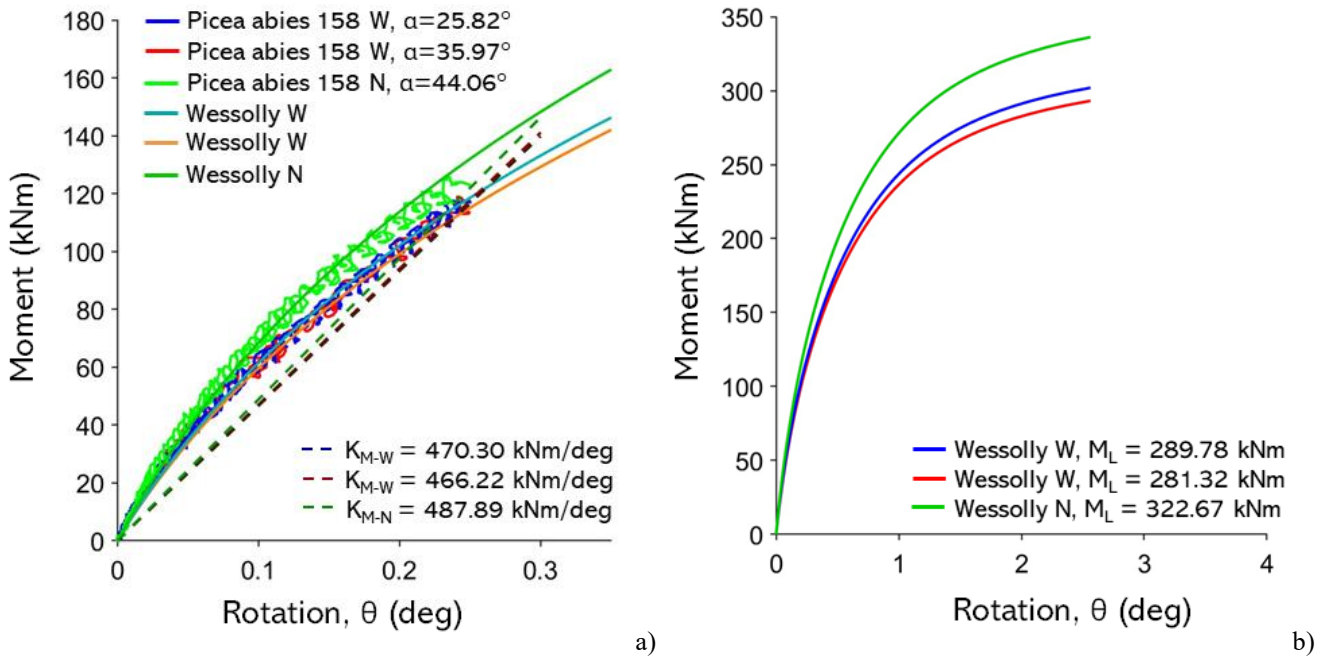 180
160
140
120
100
80
60
40
20
0
Moment (kNm)
Picea abies 158 W, α=25.82°
Picea abies 158 W, α=35.97°
Picea abies 158 N, α=44.06°
Wessolly W
Wessolly W
Wessolly N
K_M-W = 470.30 kNm/deg
K_M-W = 466.22 kNm/deg
K_M-N = 487.89 kNm/deg
0 0.1 0.2 0.3
Rotation, θ (deg)
a)
350
300
250
200
150
100
50
0
Moment (kNm)
Wessolly W, M_L = 289.78 kNm
Wessolly W, M_L = 281.32 kNm
Wessolly N, M_L = 322.67 kNm
0 1 2 3 4
Rotation, θ (deg)
b)